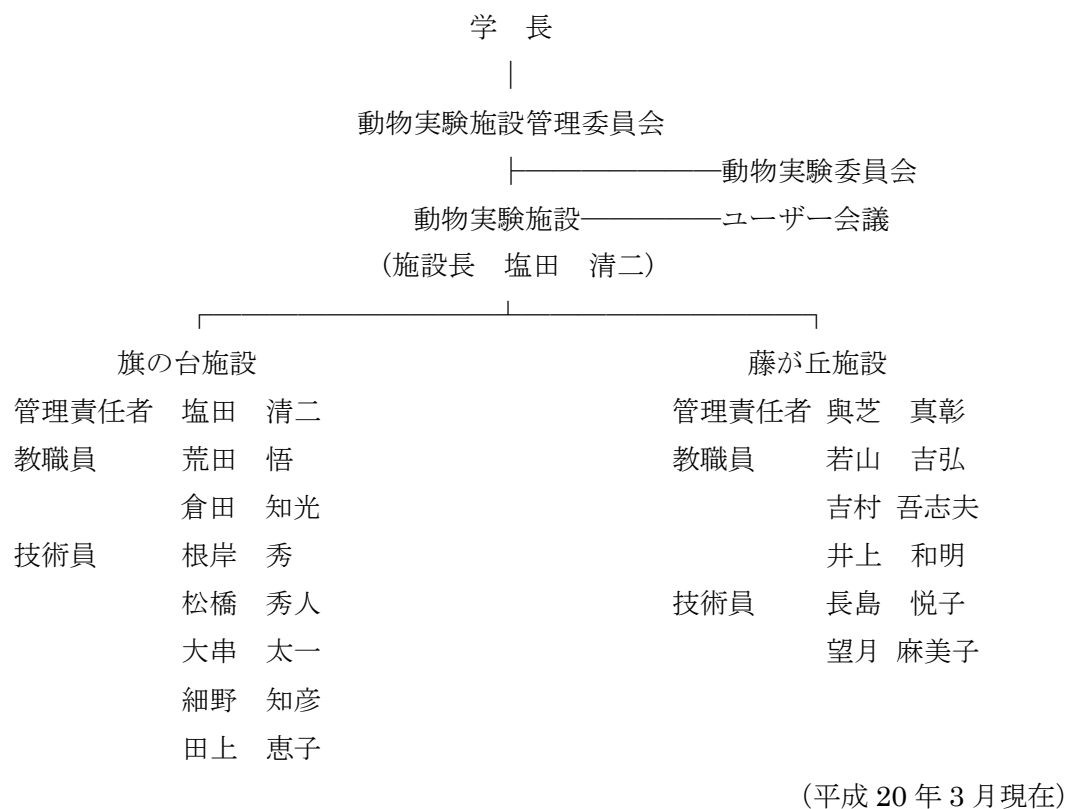 学　長
動物実験施設管理委員会
動物実験委員会
動物実験施設 ユーザー会議
（施設長　塩田　清二）
旗の台施設 藤が丘施設
管理責任者　塩田　清二 管理責任者 與芝　真彰
教職員　荒田　悟 教職員　若山　吉弘
倉田　知光 吉村 吾志夫
技術員　根岸　秀 井上　和明
松橋　秀人 技術員　長島　悦子
大串　太一 望月 麻美子
細野　知彦
田上　恵子
（平成 20 年 3 月現在）